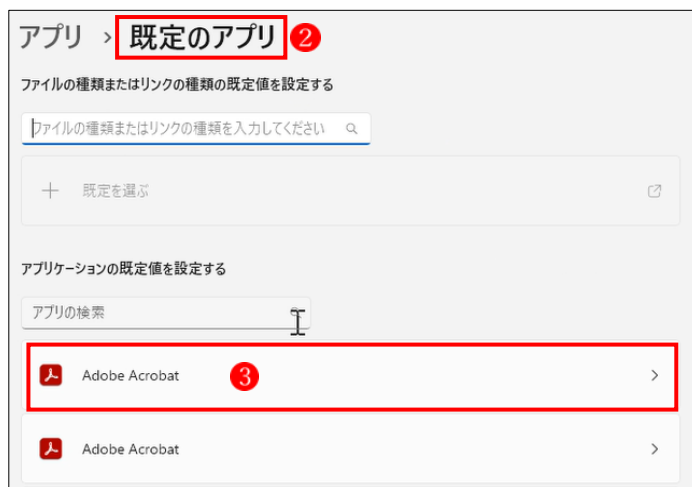 アプリ › 既定のアプリ 2
ファイルの種類またはリンクの種類の既定値を設定する
ファイルの種類またはリンクの種類を入力してください
既定を選ぶ
アプリケーションの既定値を設定する
アプリの検索
Adobe Acrobat 3
Adobe Acrobat